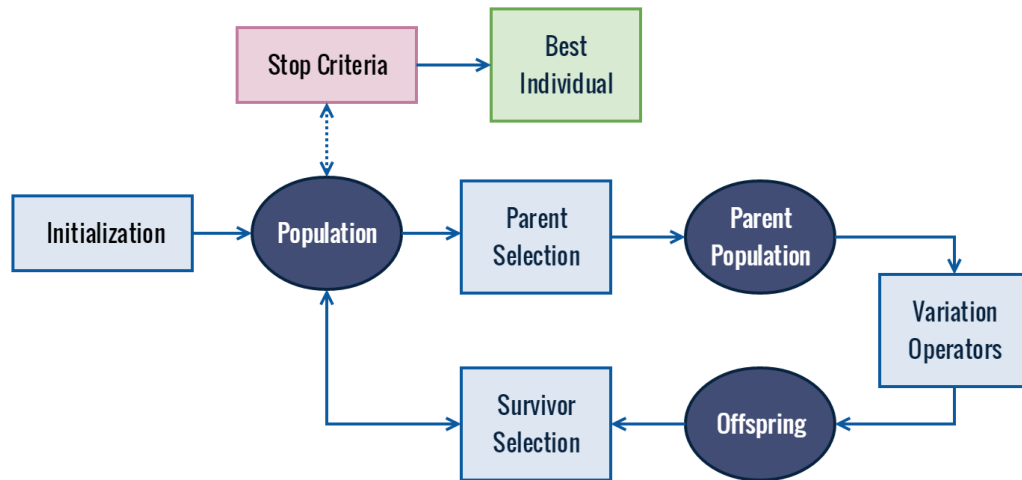 Stop Criteria
Best
Individual
Initialization
Population
Parent
Selection
Parent
Population
Variation
Operators
Survivor
Selection
Offspring